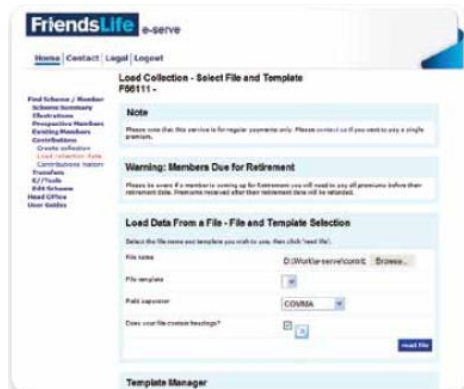 FriendsLife e-serve
Home | Contact | Legal | Logout
Load Collection - Select File and Template
F66111 -
Find Scheme / Member
Scheme Summary
Illustrations
Prospective Members
Existing Members
Contributions
Create collection
Load collection data
Contributions history
Transfers
E//Tools
Edit Scheme
Head Office
User Guides
Note
Please note that this service is for regular payments only. Please contact us if you want to pay a single premium.
Warning: Members Due for Retirement
Please be aware if a member is coming up for Retirement you will need to pay all premiums before their
retirement date. Premiums received after their retirement date will be refunded.
Load Data From a File - File and Template Selection
Select the file name and template you wish to use, then click 'read file'.
File name
D:\Work\e-serve\contri Browse...
File template
Field separator
COMMA
Does your file contain headings?
read file
Template Manager